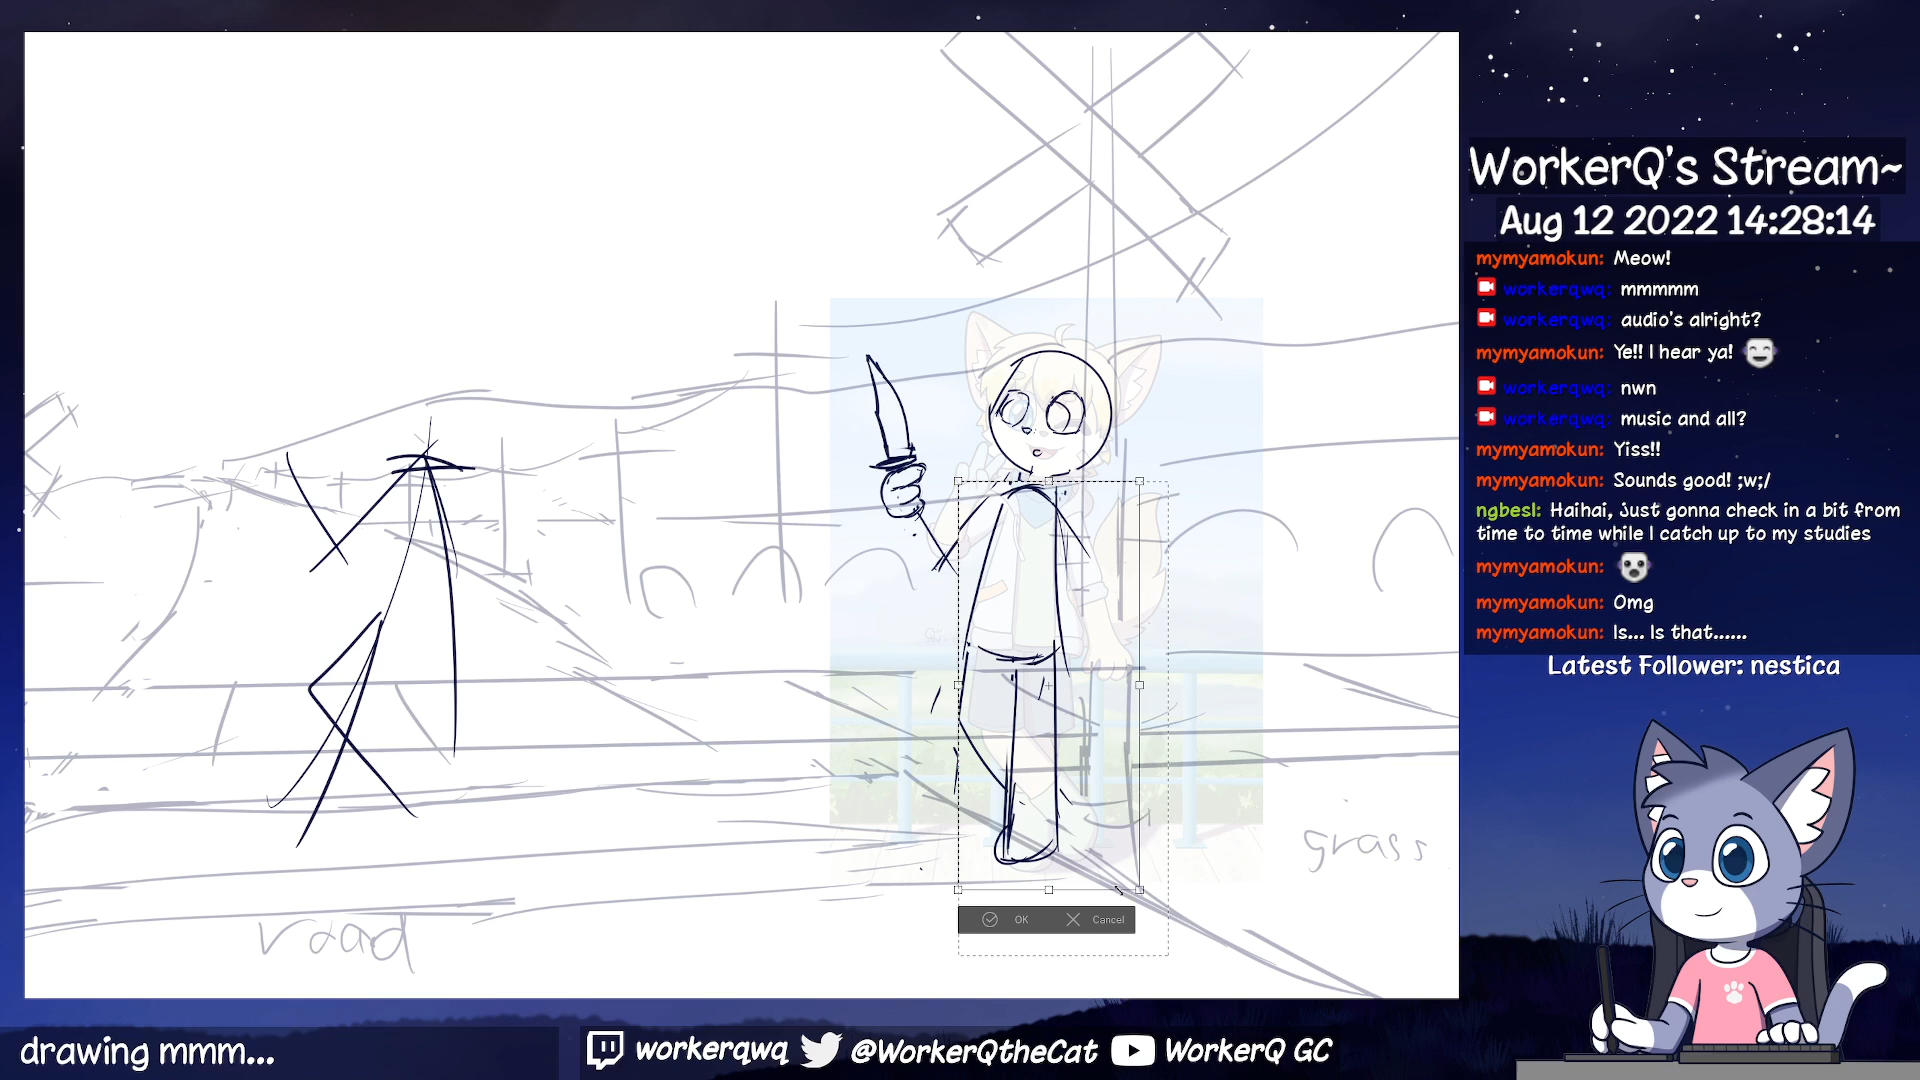 WorkerQ's Stream~
Aug 12 2022 14:28:14
mymyamokun: Meow!
workerqwq: mmmmm
workerqwq: audio's alright?
mymyamokun: Ye!! I hear ya!
workerqwq: nwn
workerqwq: music and all?
mymyamokun: Yiss!!
mymyamokun: Sounds good! ;w;/
ngbesl: Haihai, just gonna check in a bit from
time to time while I catch up to my studies
mymyamokun:
mymyamokun: Omg
mymyamokun: Is... Is that......
Latest Follower: nestica
grass
OK Cancel
road
drawing mmm...
workerqwq @WorkerQtheCat WorkerQ GC